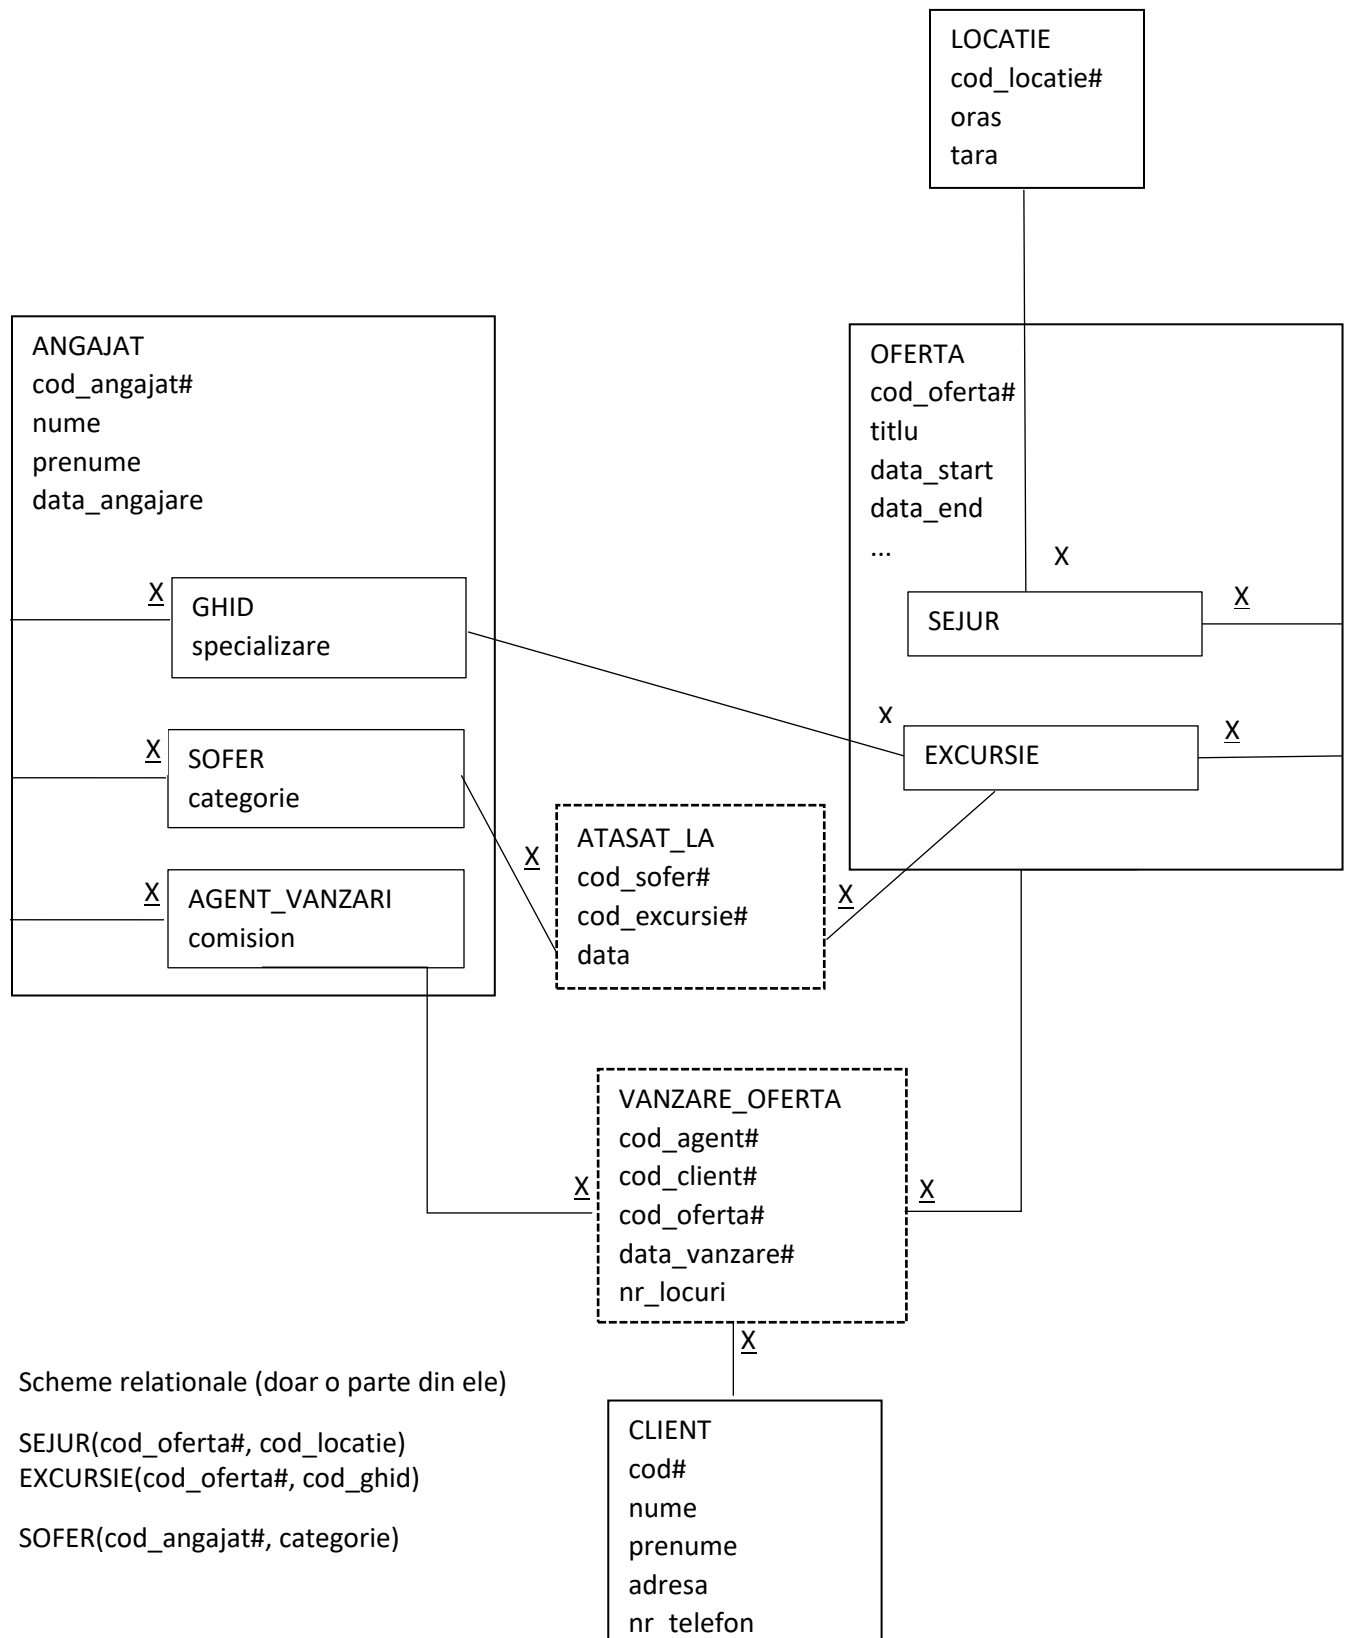 LOCATIE
cod_locatie#
oras
tara
ANGAJAT
cod_angajat#
nume
prenume
data_angajare
X
GHID
specializare
X
SOFER
categorie
X
AGENT_VANZARI
comision
OFERTA
cod_oferta#
titlu
data_start
data_end
...
X
SEJUR
X
X
EXCURSIE
X
X
ATASAT_LA
cod_sofer#
cod_excursie#
data
X
X
VANZARE_OFERTA
cod_agent#
cod_client#
cod_oferta#
data_vanzare#
nr_locuri
X
X
CLIENT
cod#
nume
prenume
adresa
nr_telefon
Scheme relationale (doar o parte din ele)
SEJUR(cod_oferta#, cod_locatie)
EXCURSIE(cod_oferta#, cod_ghid)
SOFER(cod_angajat#, categorie)